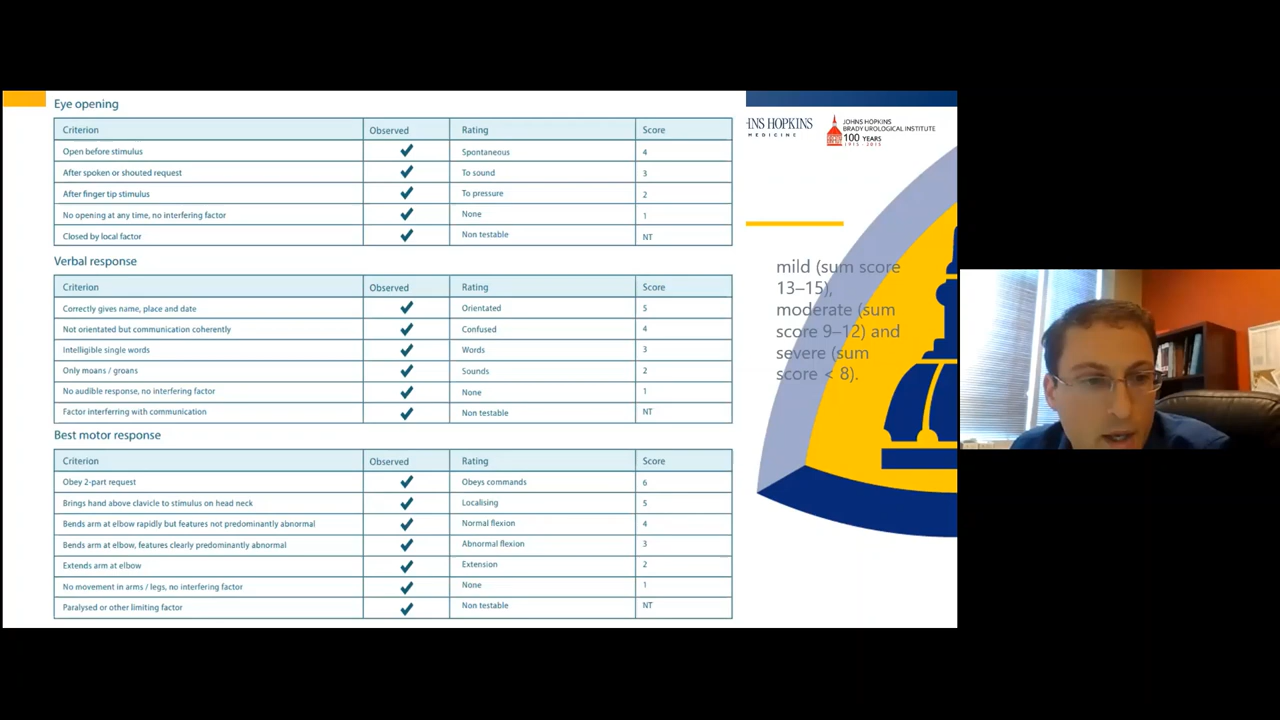 Eye opening
Criterion Observed Rating Score
Open before stimulus Spontaneous 4
After spoken or shouted request To sound 3
After finger tip stimulus To pressure 2
No opening at any time, no interfering factor None 1
Closed by local factor Non testable NT
Verbal response
Criterion Observed Rating Score
Correctly gives name, place and date Orientated 5
Not orientated but communication coherently Confused 4
Intelligible single words Words 3
Only moans / groans Sounds 2
No audible response, no interfering factor None 1
Factor interferring with communication Non testable NT
Best motor response
Criterion Observed Rating Score
Obey 2-part request Obeys commands 6
Brings hand above clavicle to stimulus on head neck Localising 5
Bends arm at elbow rapidly but features not predominantly abnormal Normal flexion 4
Bends arm at elbow, features clearly predominantly abnormal Abnormal flexion 3
Extends arm at elbow Extension 2
No movement in arms / legs, no interfering factor None 1
Paralysed or other limiting factor Non testable NT
HNS HOPKINS
MEDICINE
JOHNS HOPKINS
BRADY UROLOGICAL INSTITUTE
100 YEARS
1915 - 2015
mild (sum score
13–15),
moderate (sum
score 9–12) and
severe (sum
score < 8).